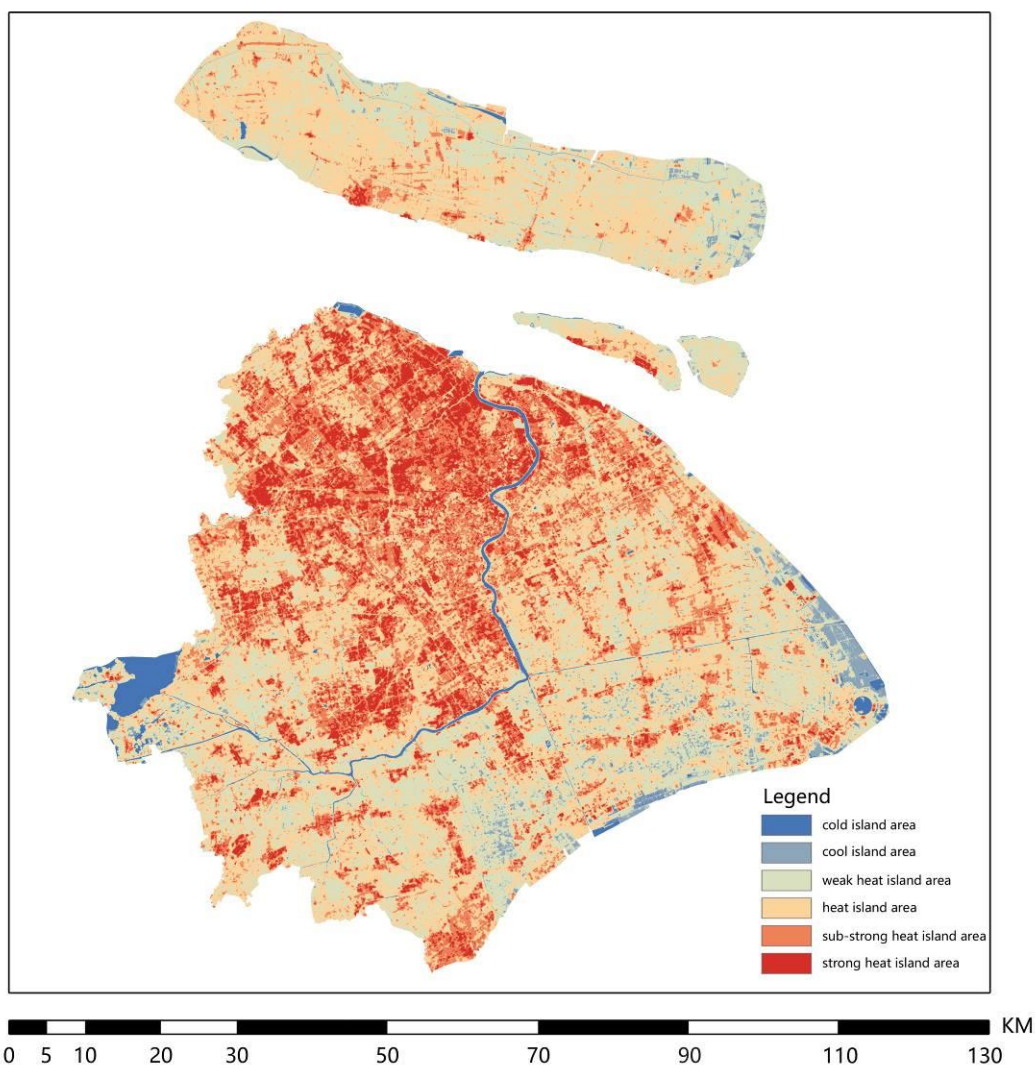 Legend
cold island area
cool island area
weak heat island area
heat island area
sub-strong heat island area
strong heat island area
KM
0 5 10 20 30 50 70 90 110 130